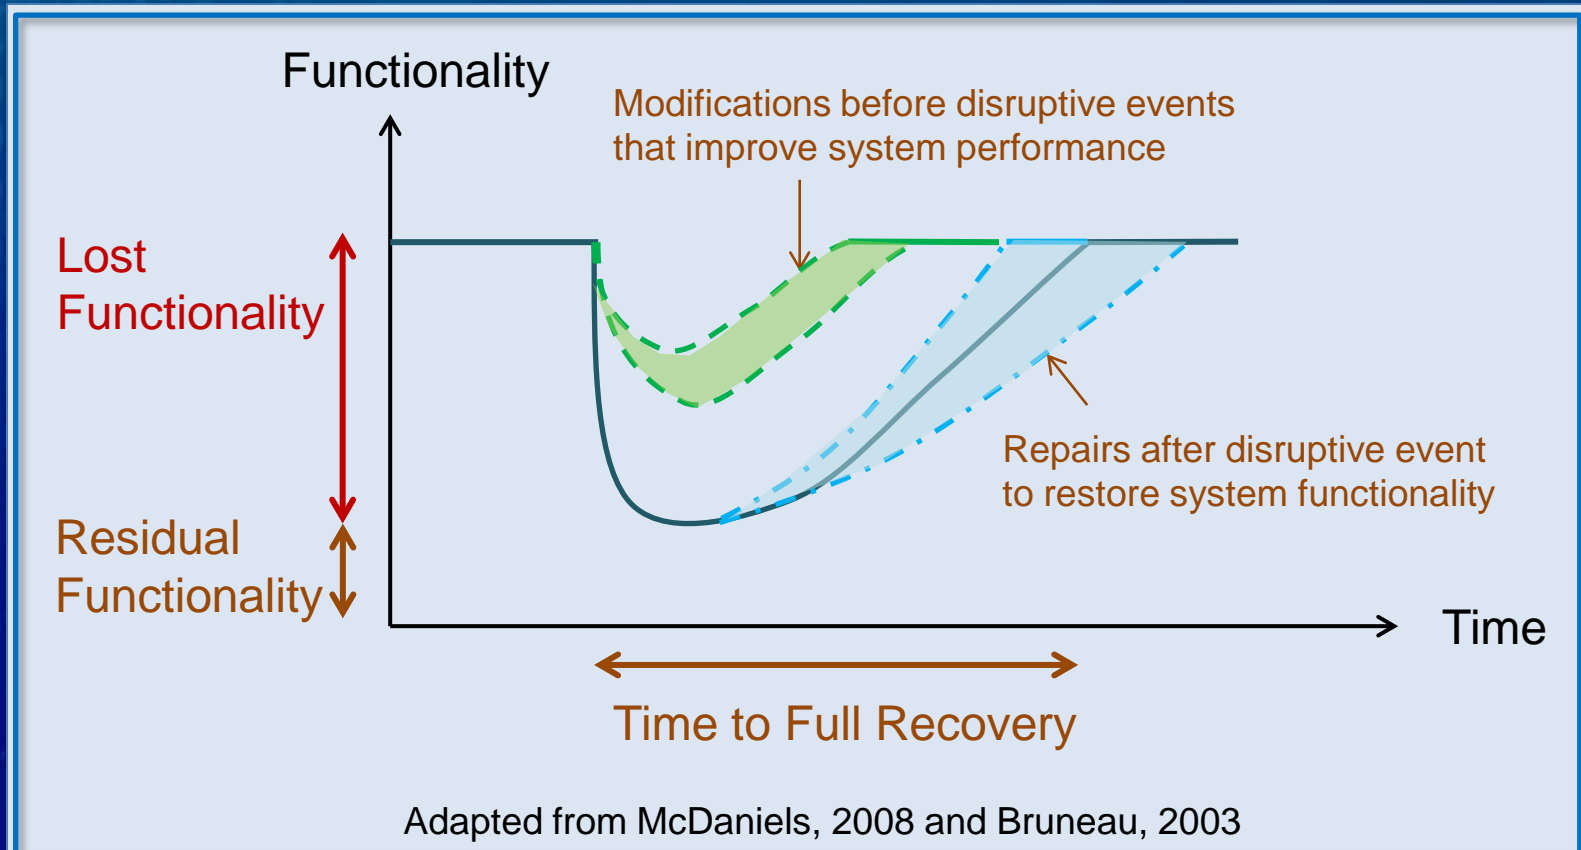 Functionality
Modifications before disruptive events
that improve system performance
Lost
Functionality
Repairs after disruptive event
to restore system functionality
Residual
Functionality
Time
Time to Full Recovery
Adapted from McDaniels, 2008 and Bruneau, 2003